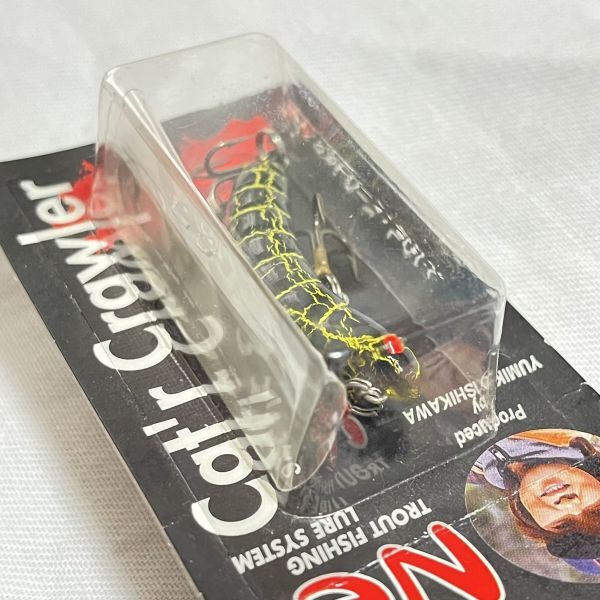 Cat'r Crawler
TROUT FISHING
LURE SYSTEM
Produced
by
YUMIKO ISHIKAWA